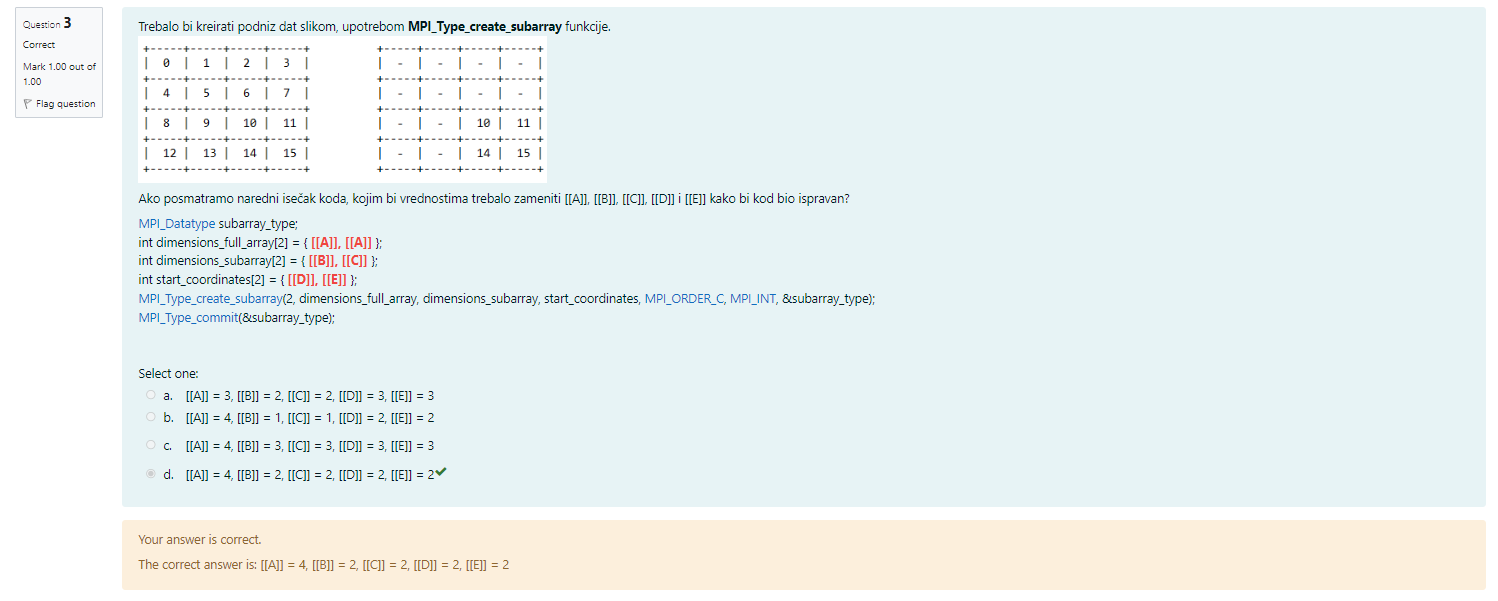 Question 3
Correct
Mark 1.00 out of
1.00
Flag question
Trebalo bi kreirati podniz dat slikom, upotrebom MPI_Type_create_subarray funkcije.
+-----+-----+-----+-----+ +-----+-----+-----+-----+
| 0 | 1 | 2 | 3 | | - | - | - | - |
+-----+-----+-----+-----+ +-----+-----+-----+-----+
| 4 | 5 | 6 | 7 | | - | - | - | - |
+-----+-----+-----+-----+ +-----+-----+-----+-----+
| 8 | 9 | 10 | 11 | | - | - | 10 | 11 |
+-----+-----+-----+-----+ +-----+-----+-----+-----+
| 12 | 13 | 14 | 15 | | - | - | 14 | 15 |
+-----+-----+-----+-----+ +-----+-----+-----+-----+
Ako posmatramo naredni isečak koda, kojim bi vrednostima trebalo zameniti [[A]], [[B]], [[C]], [[D]] i [[E]] kako bi kod bio ispravan?
MPI_Datatype subarray_type;
int dimensions_full_array[2] = { [[A]], [[A]] };
int dimensions_subarray[2] = { [[B]], [[C]] };
int start_coordinates[2] = { [[D]], [[E]] };
MPI_Type_create_subarray(2, dimensions_full_array, dimensions_subarray, start_coordinates, MPI_ORDER_C, MPI_INT, &subarray_type);
MPI_Type_commit(&subarray_type);
Select one:
a. [[A]] = 3, [[B]] = 2, [[C]] = 2, [[D]] = 3, [[E]] = 3
b. [[A]] = 4, [[B]] = 1, [[C]] = 1, [[D]] = 2, [[E]] = 2
c. [[A]] = 4, [[B]] = 3, [[C]] = 3, [[D]] = 3, [[E]] = 3
d. [[A]] = 4, [[B]] = 2, [[C]] = 2, [[D]] = 2, [[E]] = 2
Your answer is correct.
The correct answer is: [[A]] = 4, [[B]] = 2, [[C]] = 2, [[D]] = 2, [[E]] = 2